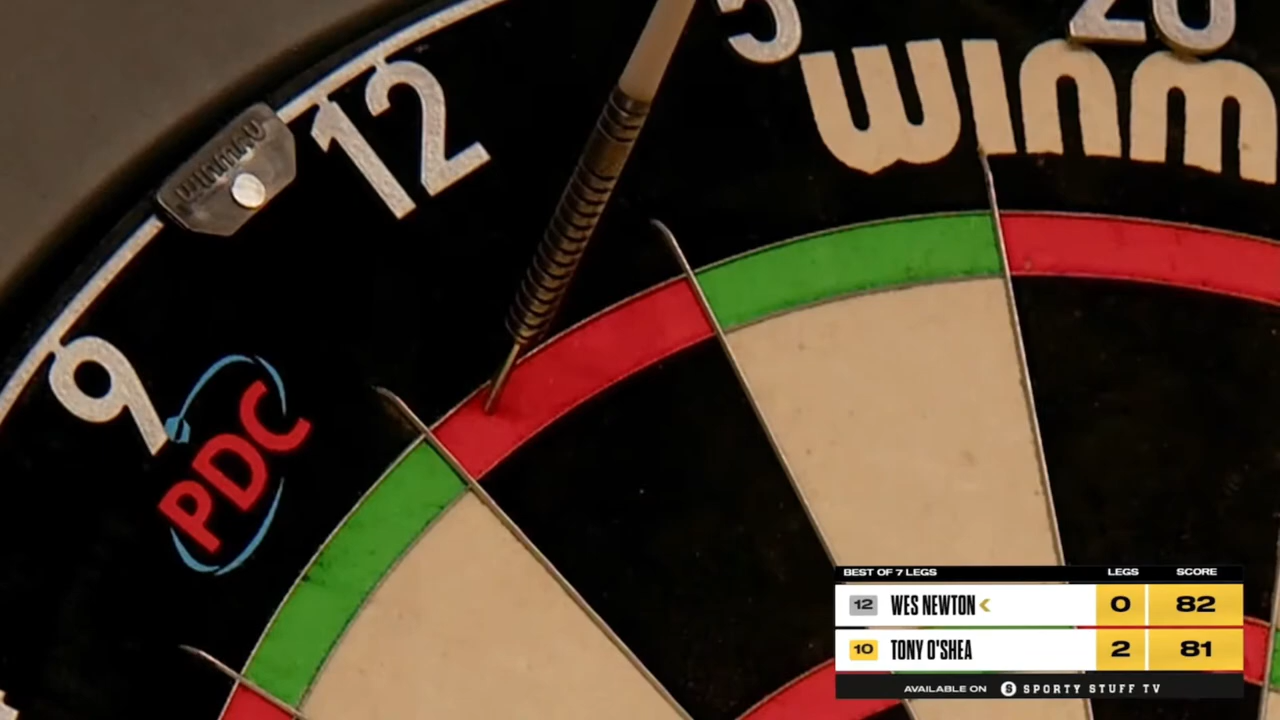 5
20
12
winm
WINMAU
9
PDC
BEST OF 7 LEGS LEGS SCORE
12 WES NEWTON 0 82
10 TONY O'SHEA 2 81
AVAILABLE ON S SPORTY STUFF TV